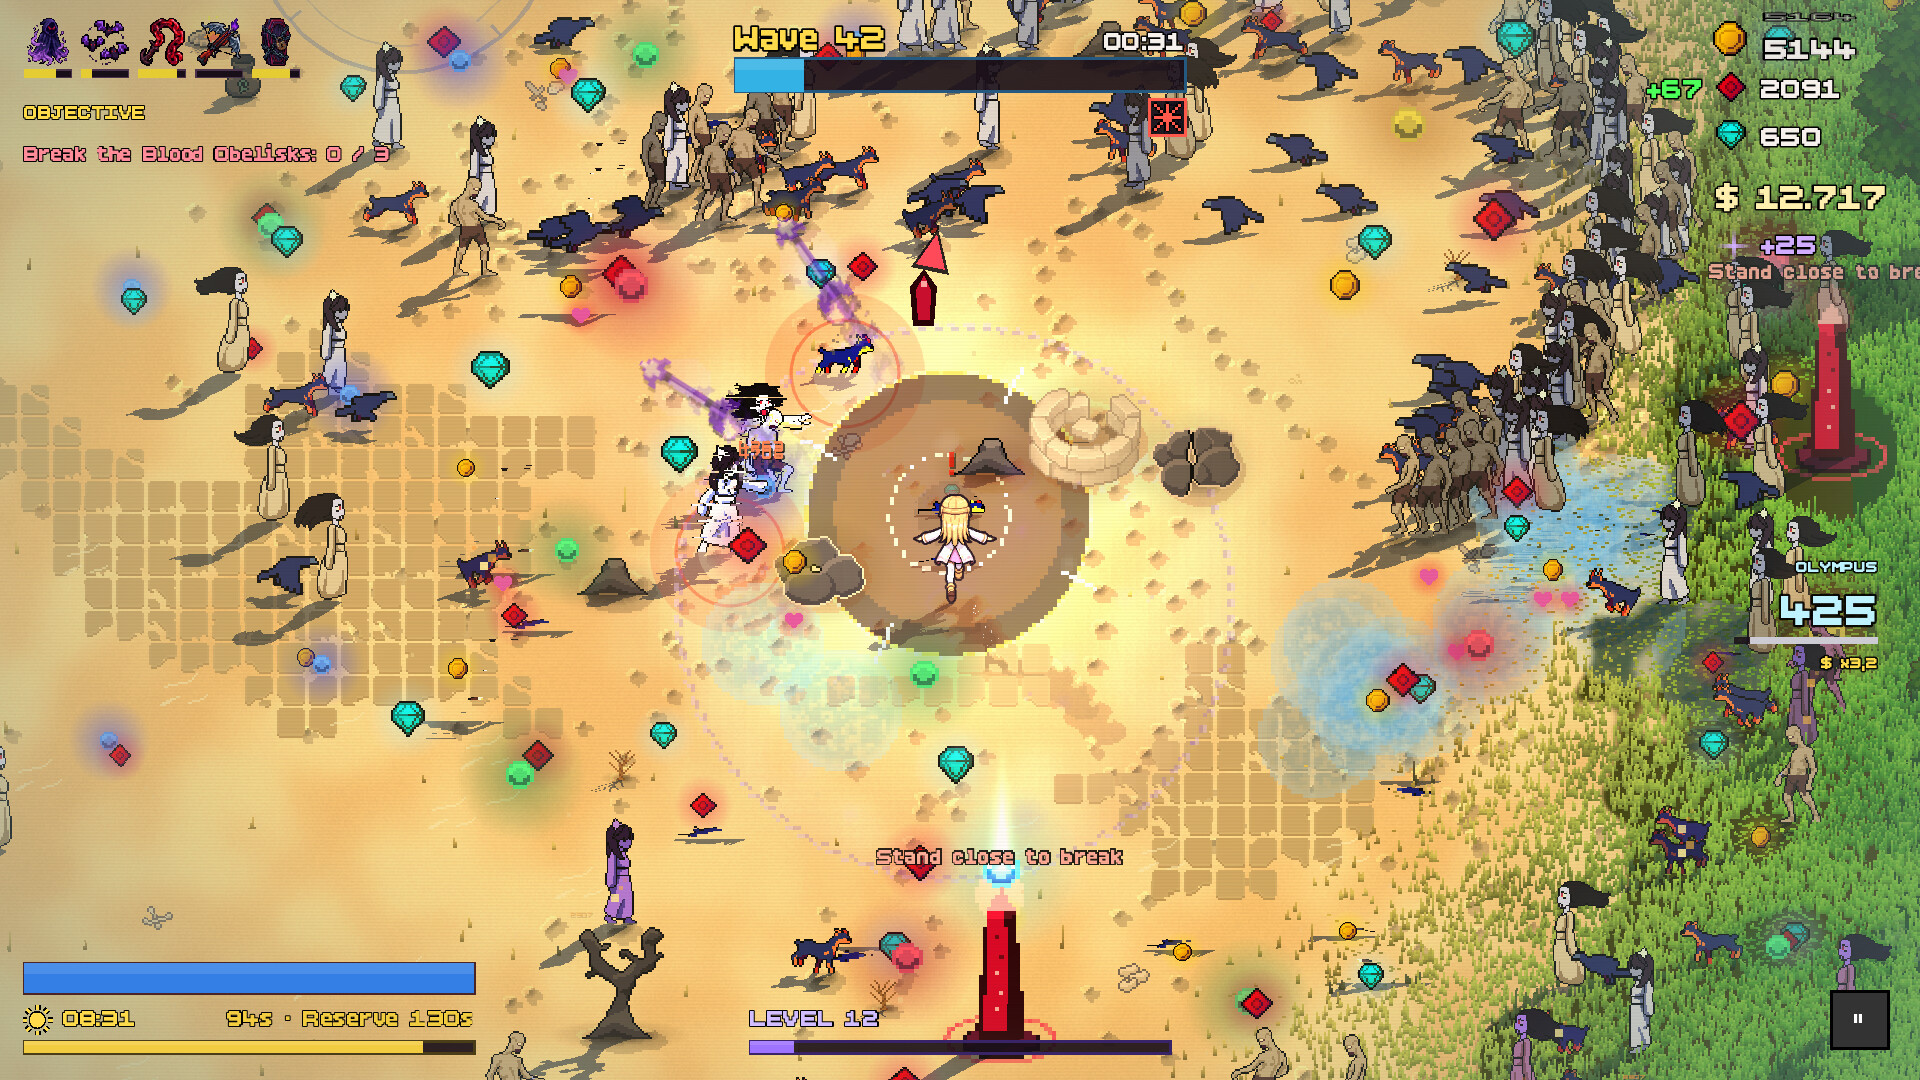 Wave 42
00:31
5144
+67
2091
650
$ 12.717
+25
OBJECTIVE
Break the Blood Obelisks: 0 / 3
Stand close to bre
4762
!
OLYMPUS
425
$ x3,2
Stand close to break
08:31
94s · Reserve 130s
LEVEL 12